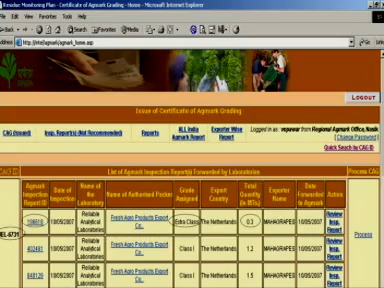 Residue Monitoring Plan - Certificate of Agmark Grading - Home - Microsoft Internet Explorer
File Edit View Favorites Tools Help
Back Search Favorites Media
Address http://intel/agmark/agmark_home.asp Go
LOGOUT
Issue of Certificate of Agmark Grading
CAG (Issued) Insp. Report(s) (Not Recommended) Reports ALL India Agmark Report Exporter Wise Report Logged in as: vepawar from Regional Agmark Office, Nasik
[Change Password]
Quick Search by CAG ID
CAG ID List of Agmark Inspection Report(s) Forwarded by Laboratories Process CAG
Agmark Inspection Report ID Date of Inspection Name of the Laboratory Name of Authorised Packer Grade Assigned Export Country Total Quantity (in MTs) Exporter Name Date Forwarded to Agmark Action
10/05/2007 Reliable Analytical Laboratories Fresh Agro Products Export Co., Extra Class The Netherlands 0.3 MAHAGRAPES 10/05/2007 Review Insp. Report
402481 10/05/2007 Reliable Analytical Laboratories Fresh Agro Products Export Co., Class I The Netherlands 1.2 MAHAGRAPES 10/05/2007 Review Insp. Report Process
848126 10/05/2007 Reliable Analytical Laboratories Fresh Agro Products Export Co., Class I The Netherlands 1.5 MAHAGRAPES 10/05/2007 Review Insp. Report